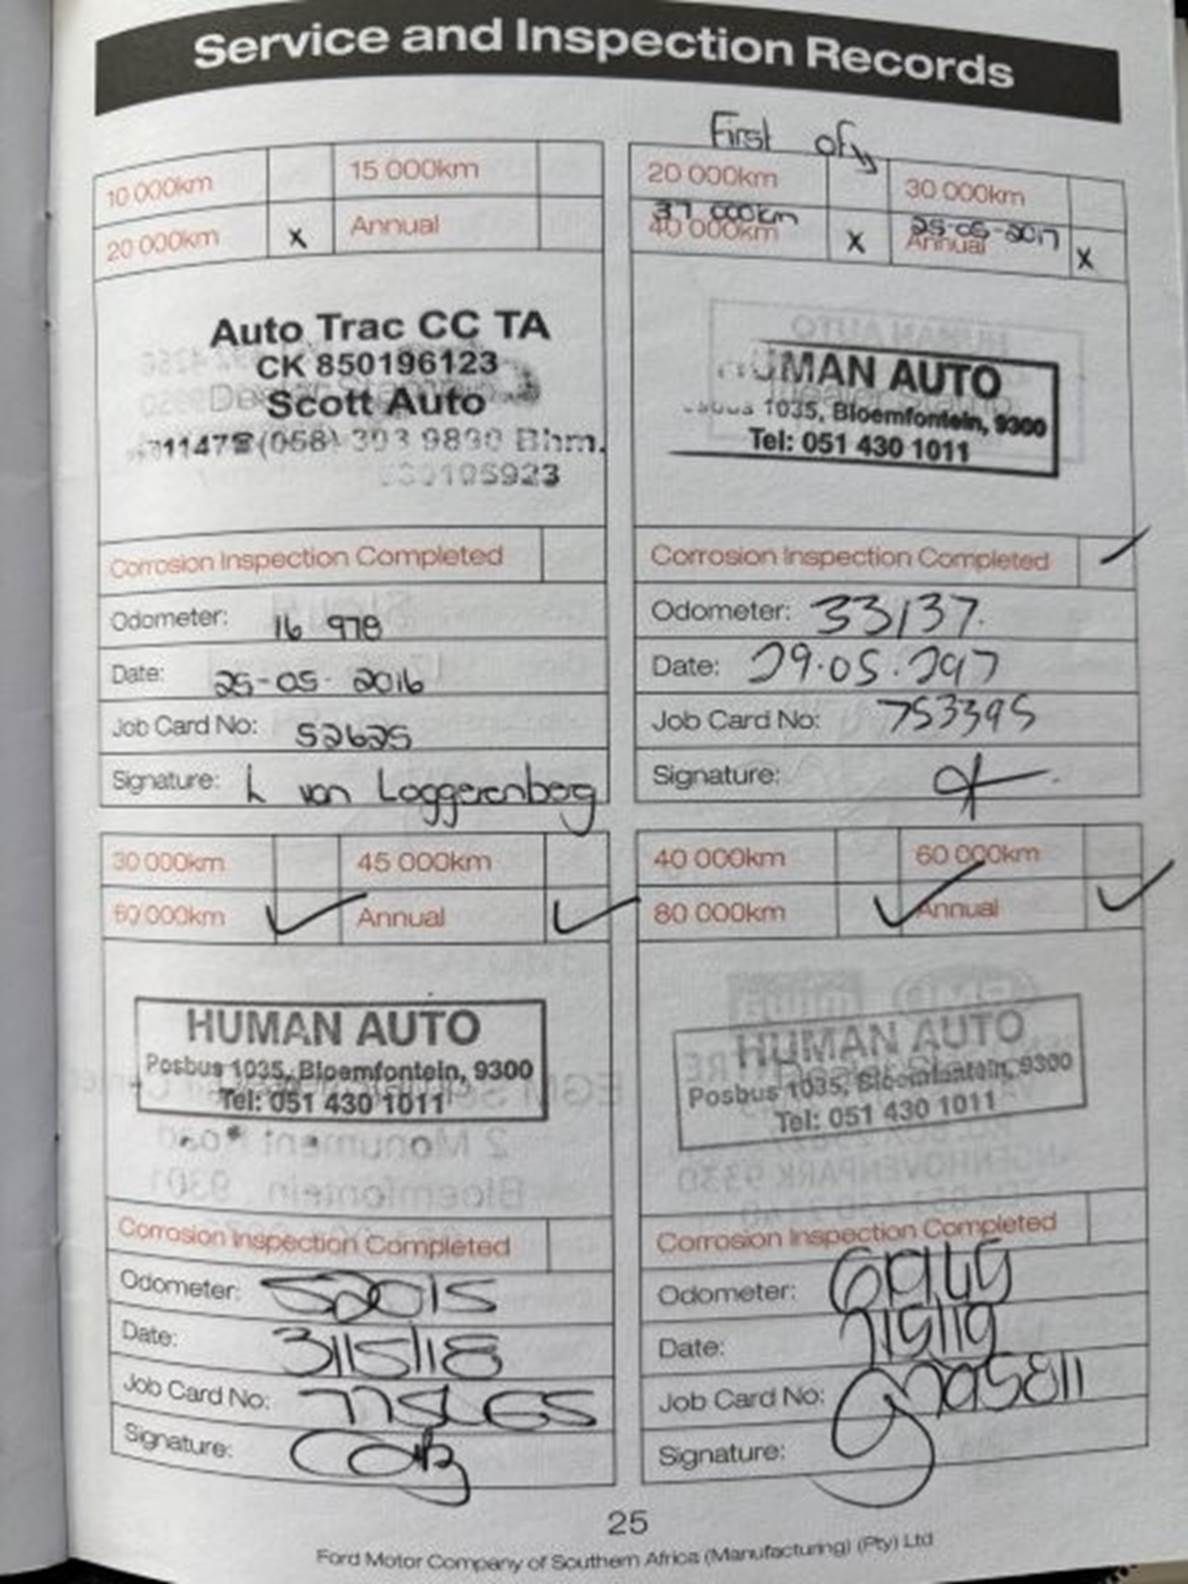 Service and Inspection Records
10 000km
15 000km
20 000km x
Annual
Auto Trac CC TA
CK 850196123
Scott Auto
(058) 303 9890 Bhm.
Corrosion Inspection Completed
Odometer: 16 978
Date: 25-05-2016
Job Card No: 52625
Signature: L von Loggerenberg
First of
20 000km
30 000km
37 000km
25-05-2017
40 000km x
Annual x
HUMAN AUTO
1035, Bloemfontein, 9300
Tel: 051 430 1011
Corrosion Inspection Completed
Odometer: 33137.
Date: 29.05.
Job Card No: 753395
Signature:
30 000km
45 000km
60 000km
Annual
HUMAN AUTO
Posbus 1035, Bloemfontein, 9300
Tel: 051 430 1011
Corrosion Inspection Completed
Odometer: 52015
Date: 31/5/18
Job Card No:
Signature:
40 000km
60 000km
80 000km
Annual
HUMAN AUTO
Posbus 1035, Bloemfontein, 9300
Tel: 051 430 1011
Corrosion Inspection Completed
Odometer:
Date:
Job Card No:
Signature:
25
Ford Motor Company of Southern Africa (Manufacturing) (Pty) Ltd